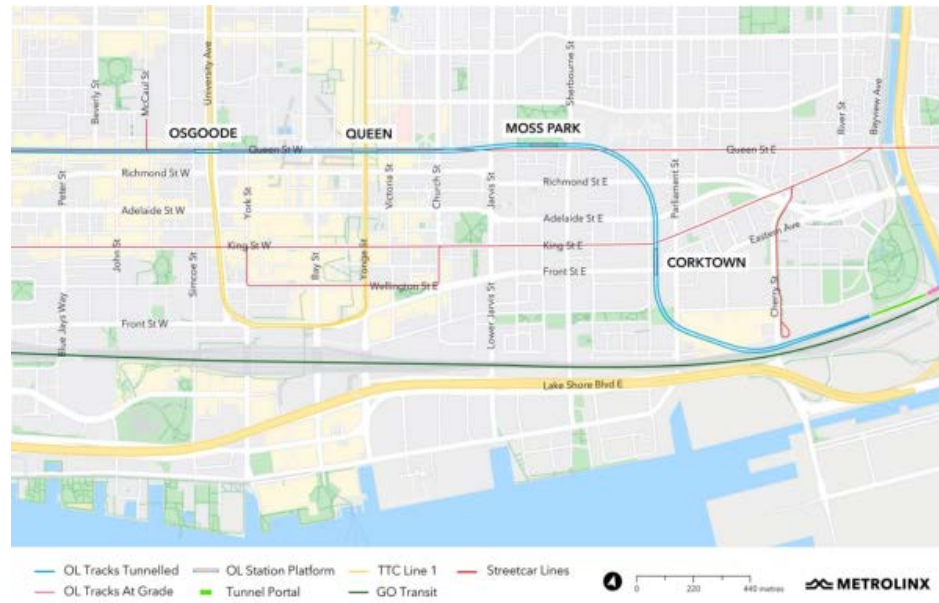 Beverly St
McCaul St
University Ave
Sherbourne St
River St
Bayview Ave
OSGOODE
QUEEN
MOSS PARK
Queen St W
Queen St E
Richmond St W
Richmond St E
Peter St
York St
Victoria St
Church St
Jarvis St
Parliament St
Adelaide St W
Adelaide St E
Eastern Ave
King St W
King St E
John St
Simcoe St
Bay St
Yonge St
CORKTOWN
Front St E
Wellington St E
Cherry St
Blue Jays Way
Front St W
Lower Jarvis St
Lake Shore Blvd E
OL Tracks Tunnelled
OL Station Platform
TTC Line 1
Streetcar Lines
OL Tracks At Grade
Tunnel Portal
GO Transit
0 220 440 metres
METROLINX